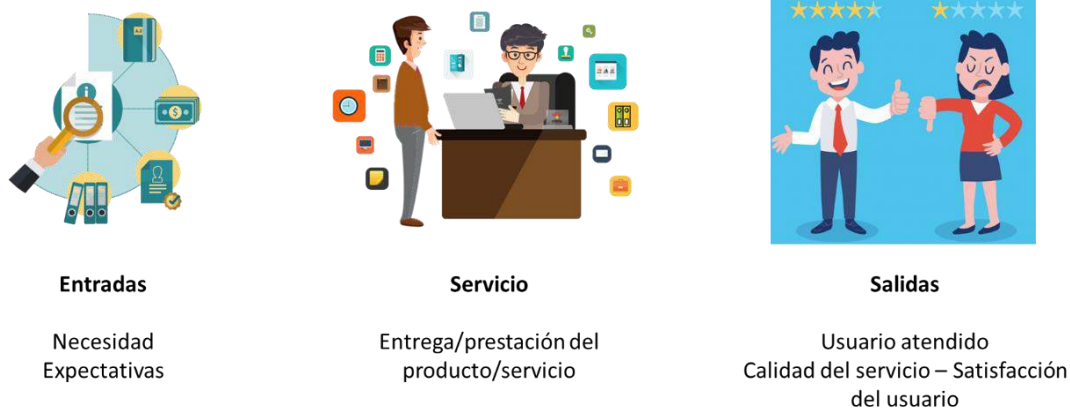 Entradas
Necesidad
Expectativas
Servicio
Entrega/prestación del
producto/servicio
Salidas
Usuario atendido
Calidad del servicio – Satisfacción
del usuario